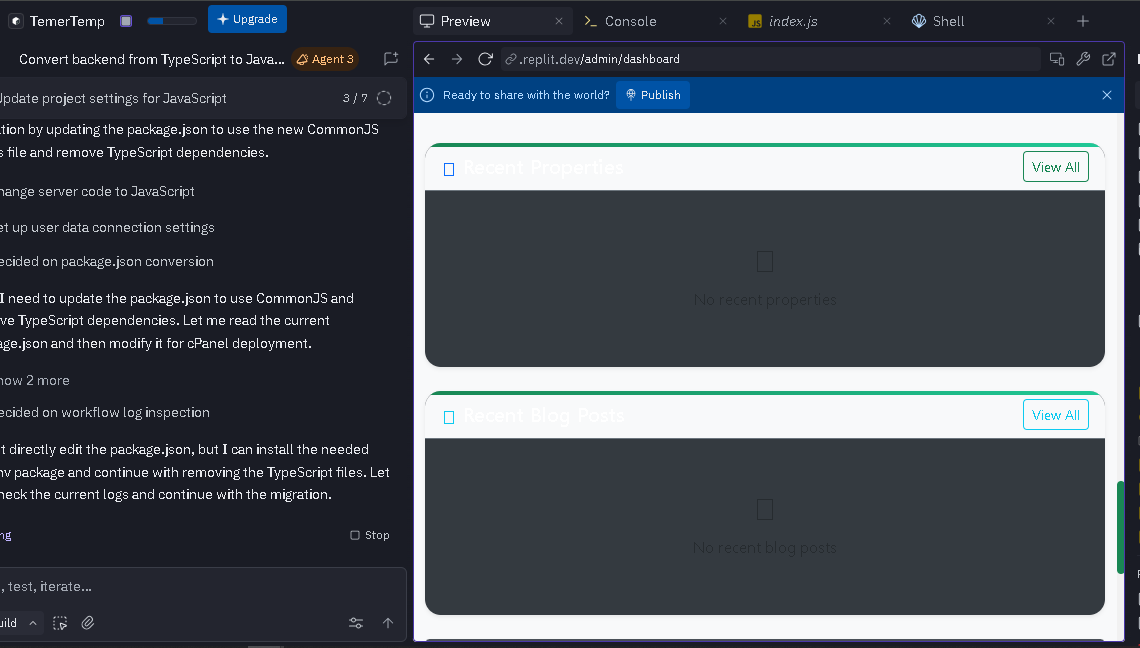 TemerTemp
Upgrade
Preview
Console
index.js
Shell
Convert backend from TypeScript to Java...
Agent 3
.replit.dev/admin/dashboard
Update project settings for JavaScript
3 / 7
Ready to share with the world?
Publish
tion by updating the package.json to use the new CommonJS
s file and remove TypeScript dependencies.
hange server code to JavaScript
et up user data connection settings
ecided on package.json conversion
I need to update the package.json to use CommonJS and
ve TypeScript dependencies. Let me read the current
age.json and then modify it for cPanel deployment.
how 2 more
ecided on workflow log inspection
t directly edit the package.json, but I can install the needed
nv package and continue with removing the TypeScript files. Let
heck the current logs and continue with the migration.
ng
Stop
, test, iterate...
uild
Recent Properties
View All
No recent properties
Recent Blog Posts
View All
No recent blog posts